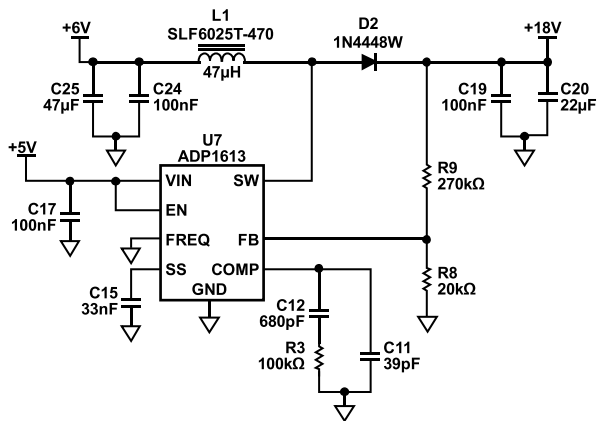 L1
SLF6025T-470
47µH
+6V
D2
1N4448W
+18V
C25
47µF
C24
100nF
C19
100nF
C20
22µF
+5V
U7
ADP1613
VIN
SW
EN
FREQ
FB
SS
COMP
GND
C17
100nF
R9
270kΩ
R8
20kΩ
C15
33nF
C12
680pF
R3
100kΩ
C11
39pF